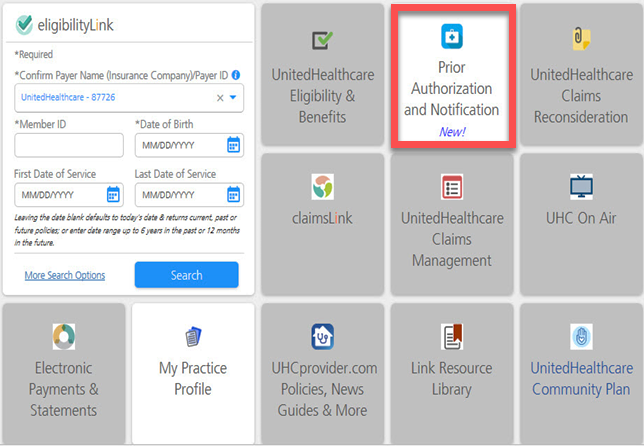 eligibilityLink
*Required
*Confirm Payer Name (Insurance Company)/Payer ID
UnitedHealthcare - 87726
*Member ID
*Date of Birth
MM/DD/YYYY
First Date of Service
Last Date of Service
MM/DD/YYYY
MM/DD/YYYY
Leaving the date blank defaults to today's date & returns current, past or
future policies; or enter date range up to 6 years in the past or 12 months
in the future.
More Search Options
Search
UnitedHealthcare
Eligibility &
Benefits
Prior
Authorization
and Notification
New!
UnitedHealthcare
Claims
Reconsideration
claimsLink
UnitedHealthcare
Claims
Management
UHC On Air
Electronic
Payments &
Statements
My Practice
Profile
UHCprovider.com
Policies, News
Guides & More
Link Resource
Library
UnitedHealthcare
Community Plan